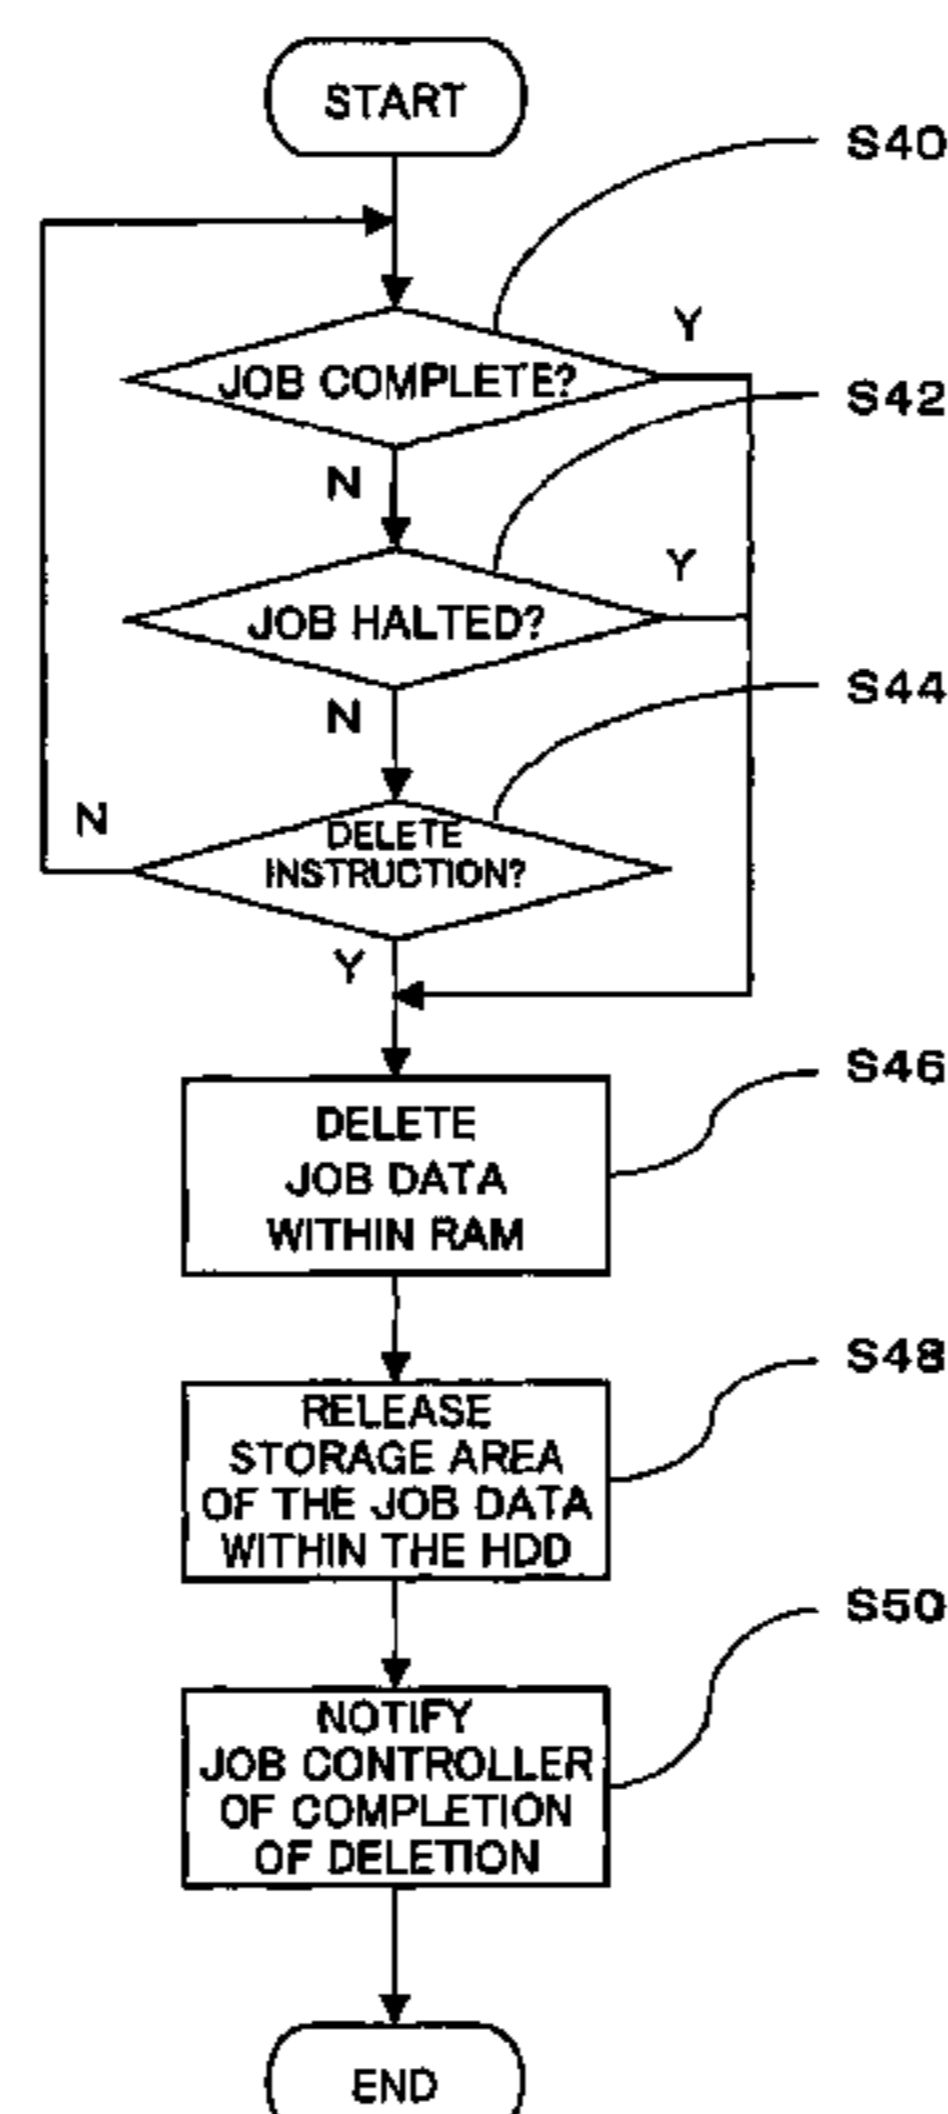 START
S40
Y
JOB COMPLETE?
S42
N
Y
JOB HALTED?
S44
N
N
DELETE
INSTRUCTION?
Y
S46
DELETE
JOB DATA
WITHIN RAM
S48
RELEASE
STORAGE AREA
OF THE JOB DATA
WITHIN THE HDD
S50
NOTIFY
JOB CONTROLLER
OF COMPLETION
OF DELETION
END